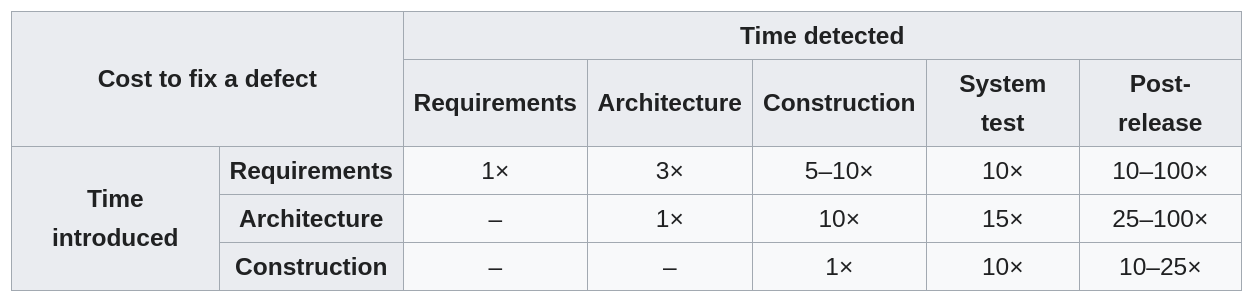 Cost to fix a defect
Time detected
Requirements Architecture Construction System test Post-release
Time introduced
Requirements 1× 3× 5–10× 10× 10–100×
Architecture – 1× 10× 15× 25–100×
Construction – – 1× 10× 10–25×